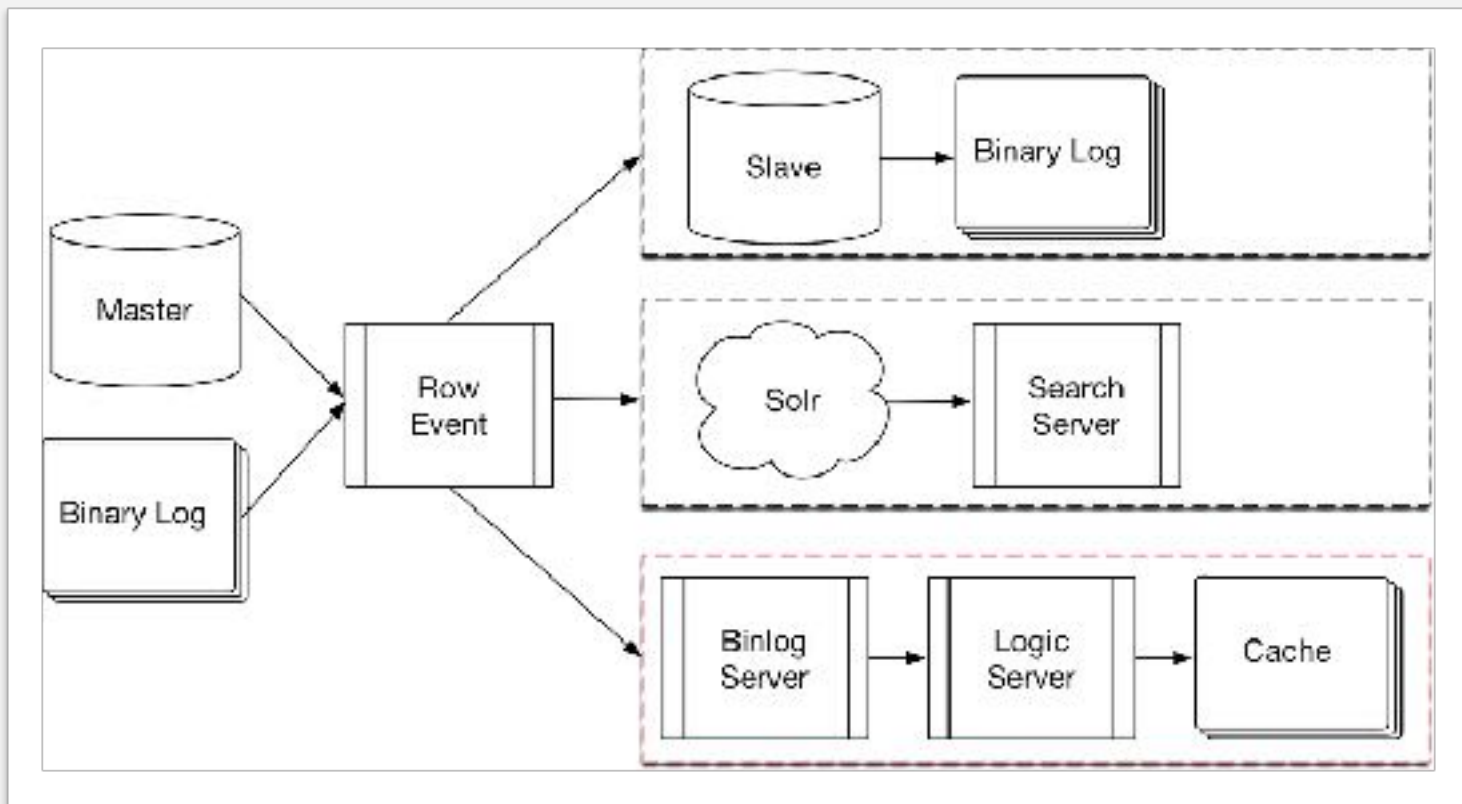 Slave
Binary Log
Master
Row
Event
Solr
Search
Server
Binary Log
Binlog
Server
Logic
Server
Cache